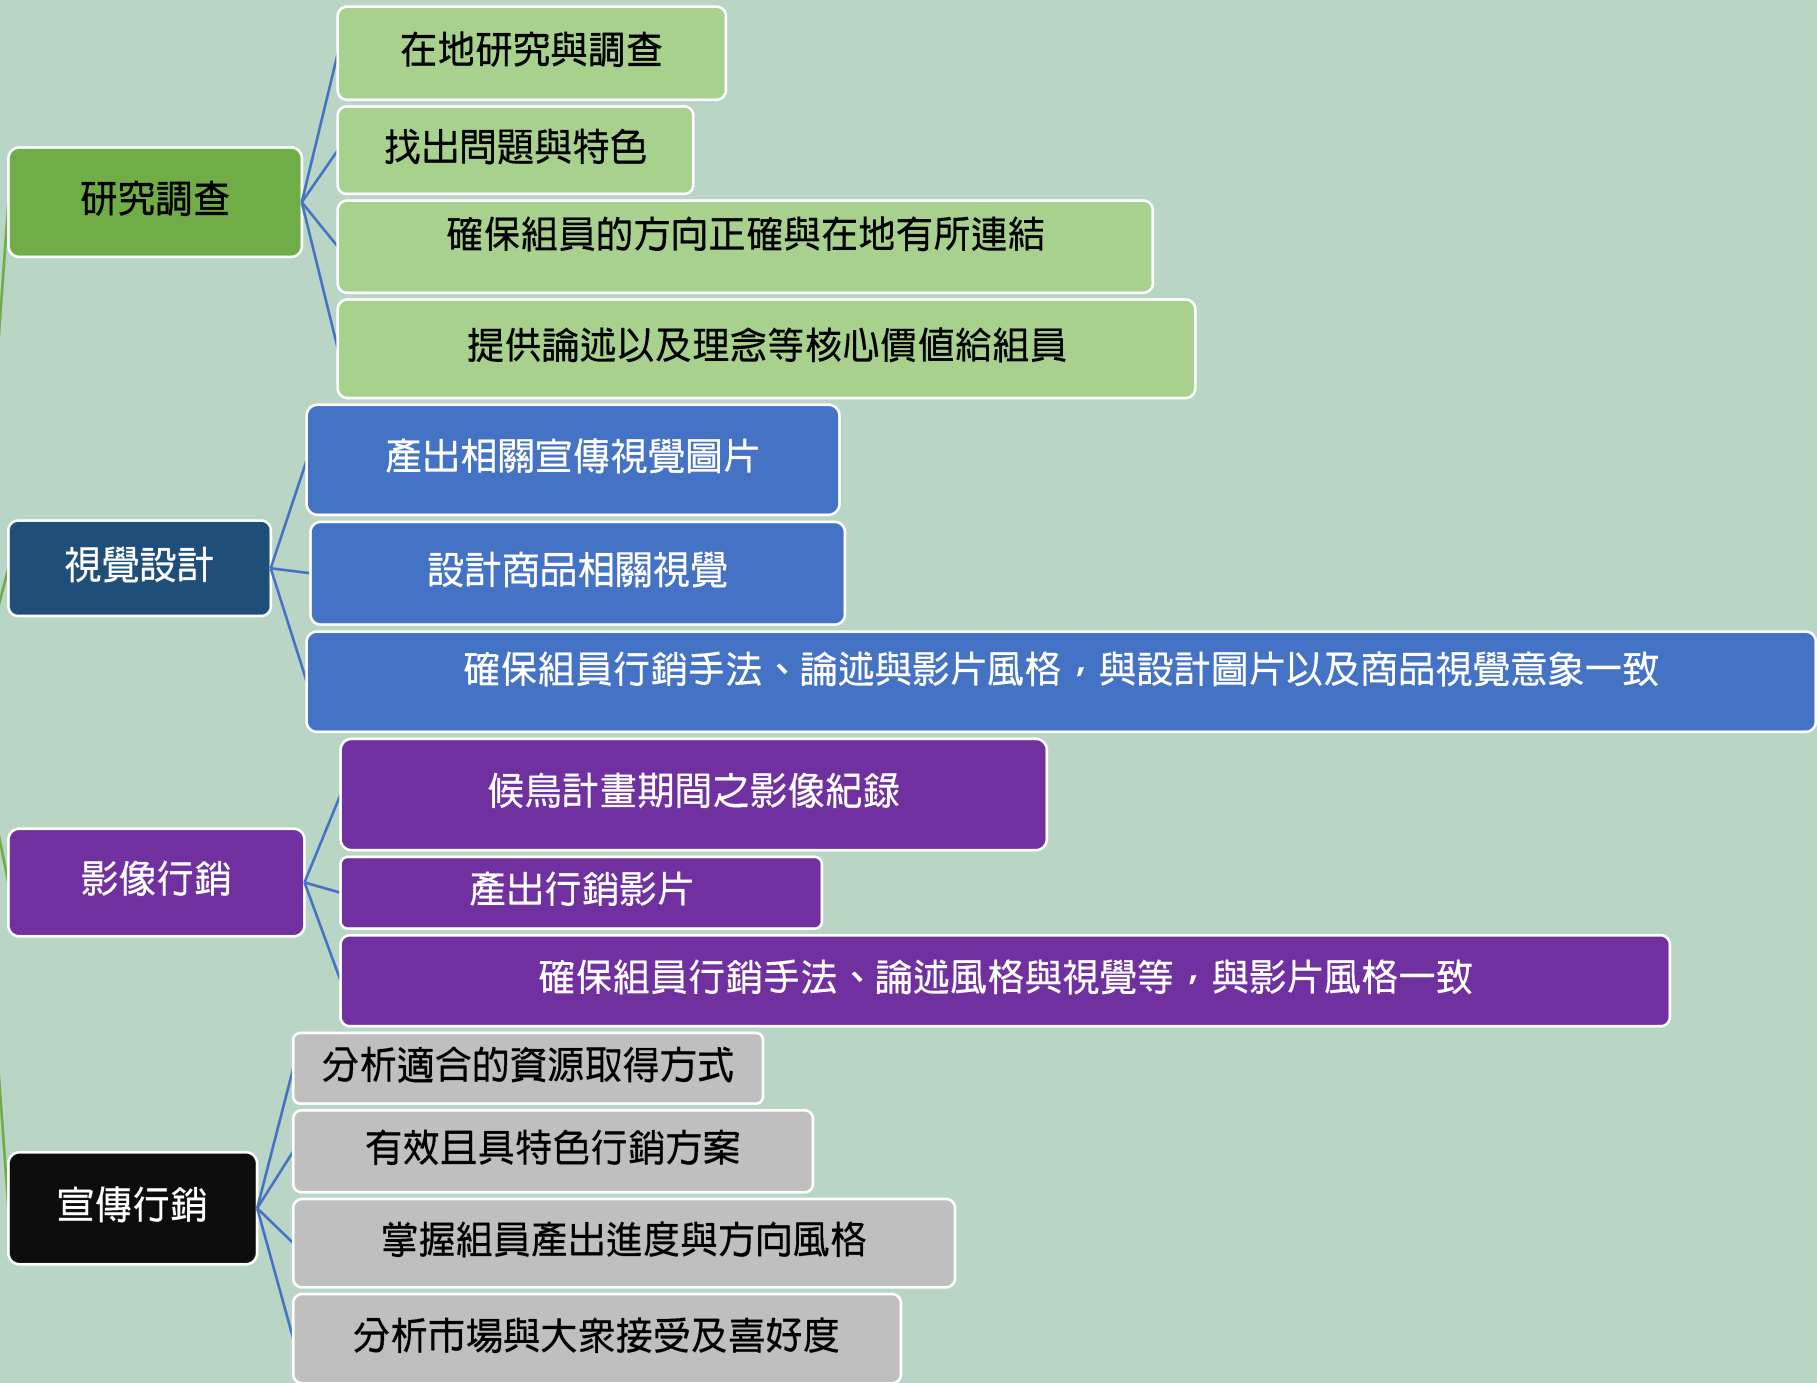 研究調查
在地研究與調查
找出問題與特色
確保組員的方向正確與在地有所連結
提供論述以及理念等核心價值給組員
視覺設計
產出相關宣傳視覺圖片
設計商品相關視覺
確保組員行銷手法、論述與影片風格，與設計圖片以及商品視覺意象一致
影像行銷
候鳥計畫期間之影像紀錄
產出行銷影片
確保組員行銷手法、論述風格與視覺等，與影片風格一致
宣傳行銷
分析適合的資源取得方式
有效且具特色行銷方案
掌握組員產出進度與方向風格
分析市場與大眾接受及喜好度